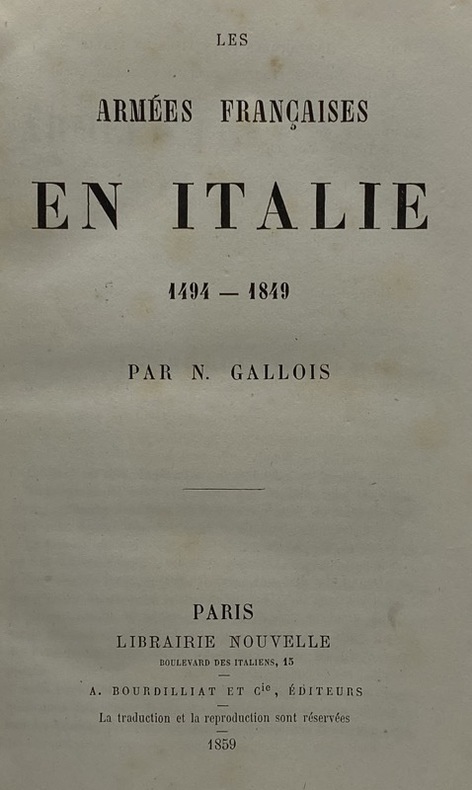 LES
ARMÉES FRANÇAISES
EN ITALIE
1494 — 1849
PAR N. GALLOIS
PARIS
LIBRAIRIE NOUVELLE
BOULEVARD DES ITALIENS, 15
A. BOURDILLIAT ET Cie, ÉDITEURS
La traduction et la reproduction sont réservées
1859